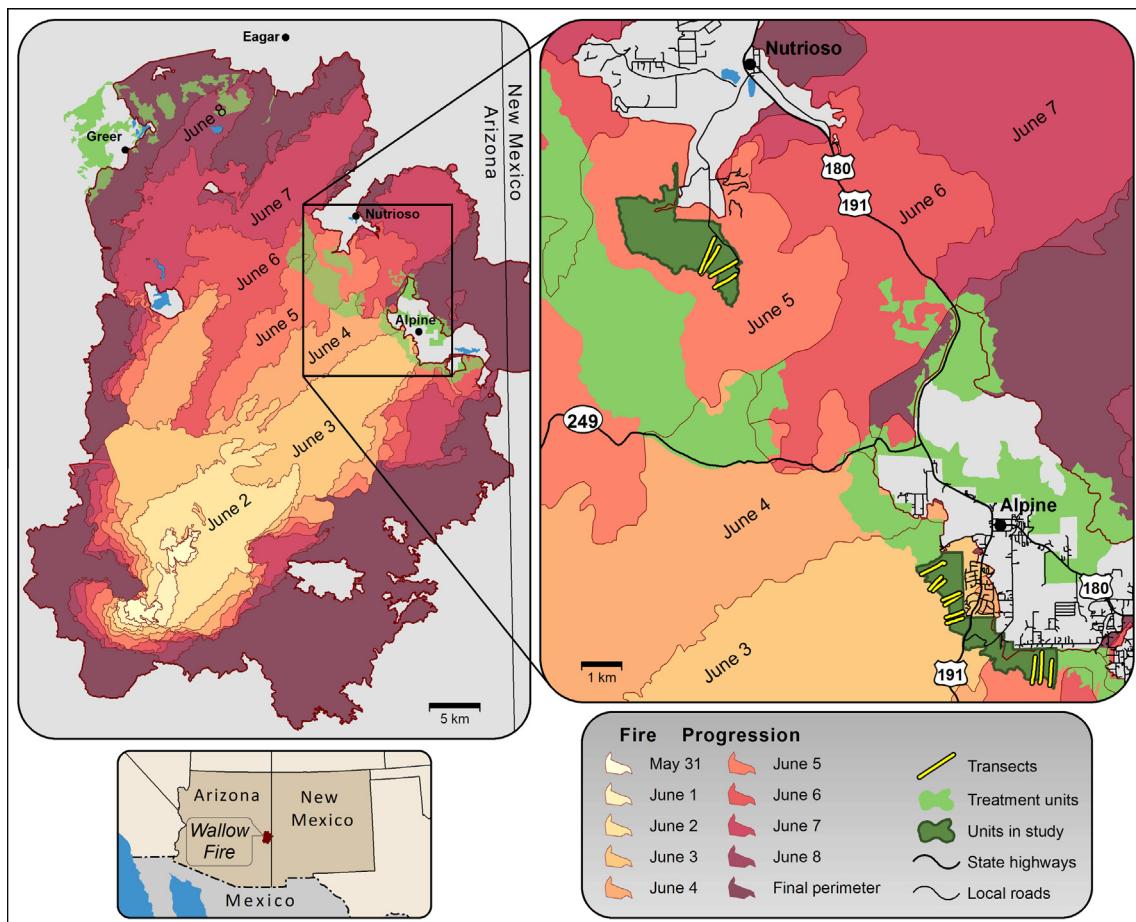 Eagar
New Mexico
Arizona
June 8
Greer
June 7
Nutrioso
June 6
June 5
Alpine
June 4
June 3
June 2
5 km
Nutrioso
June 7
180
191
June 6
June 5
249
June 4
Alpine
180
June 3
191
1 km
Arizona
New
Mexico
Wallow
Fire
Mexico
Fire Progression
May 31
June 1
June 2
June 3
June 4
June 5
June 6
June 7
June 8
Final perimeter
Transects
Treatment units
Units in study
State highways
Local roads